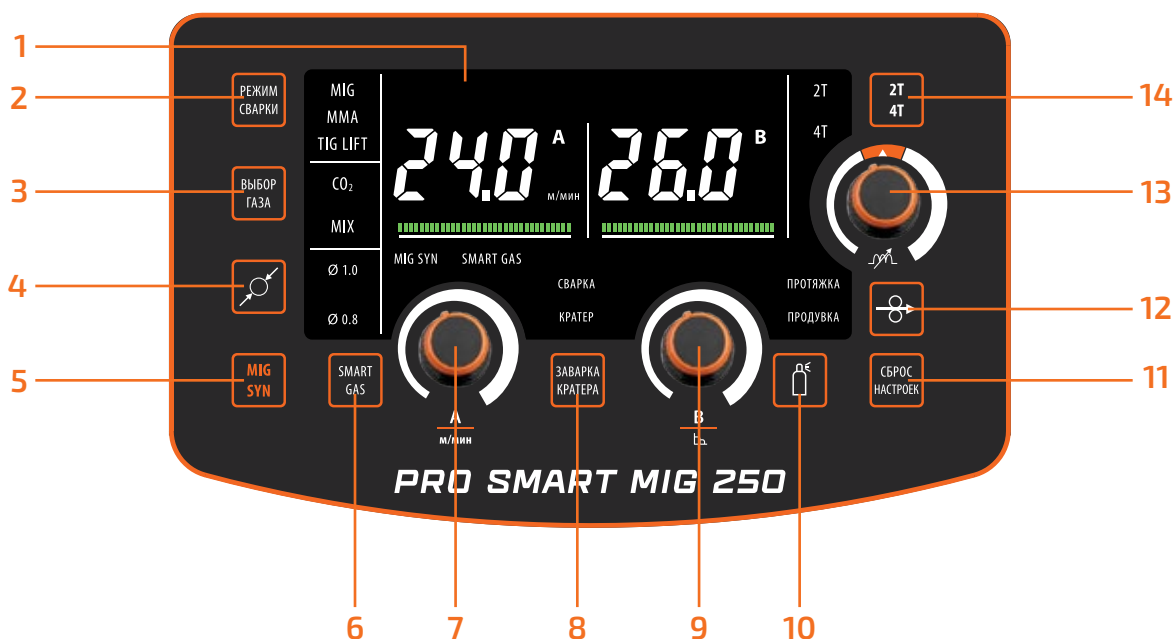 1
2
3
4
5
РЕЖИМ
СВАРКИ
ВЫБОР
ГАЗА
MIG
SYN
MIG
MMA
TIG LIFT
CO₂
MIX
Ø 1.0
Ø 0.8
24.0 A
м/мин
26.0 B
2T
4T
MIG SYN SMART GAS
СВАРКА
КРАТЕР
ПРОТЯЖКА
ПРОДУВКА
2T
4T
14
13
12
СБРОС
НАСТРОЕК
11
SMART
GAS
A
м/мин
ЗАВАРКА
КРАТЕРА
B
PRO SMART MIG 250
6 7 8 9 10